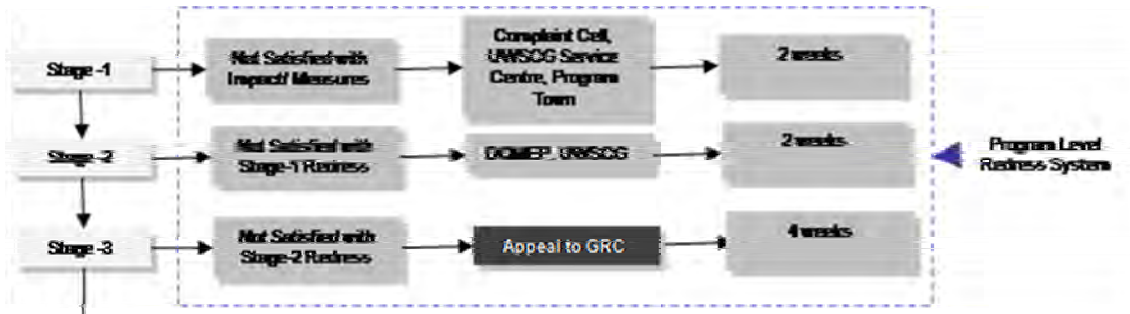 Stage -1
Not Satisfied with
Impact/ Measures
Complaint Cell,
UWSCG Service
Centre, Program
Town
2 weeks
Stage -2
Not Satisfied with
Stage-1 Redress
UWSCG
2 weeks
Program Level
Redress System
Stage -3
Not Satisfied with
Stage-2 Redress
Appeal to GRC
4 weeks